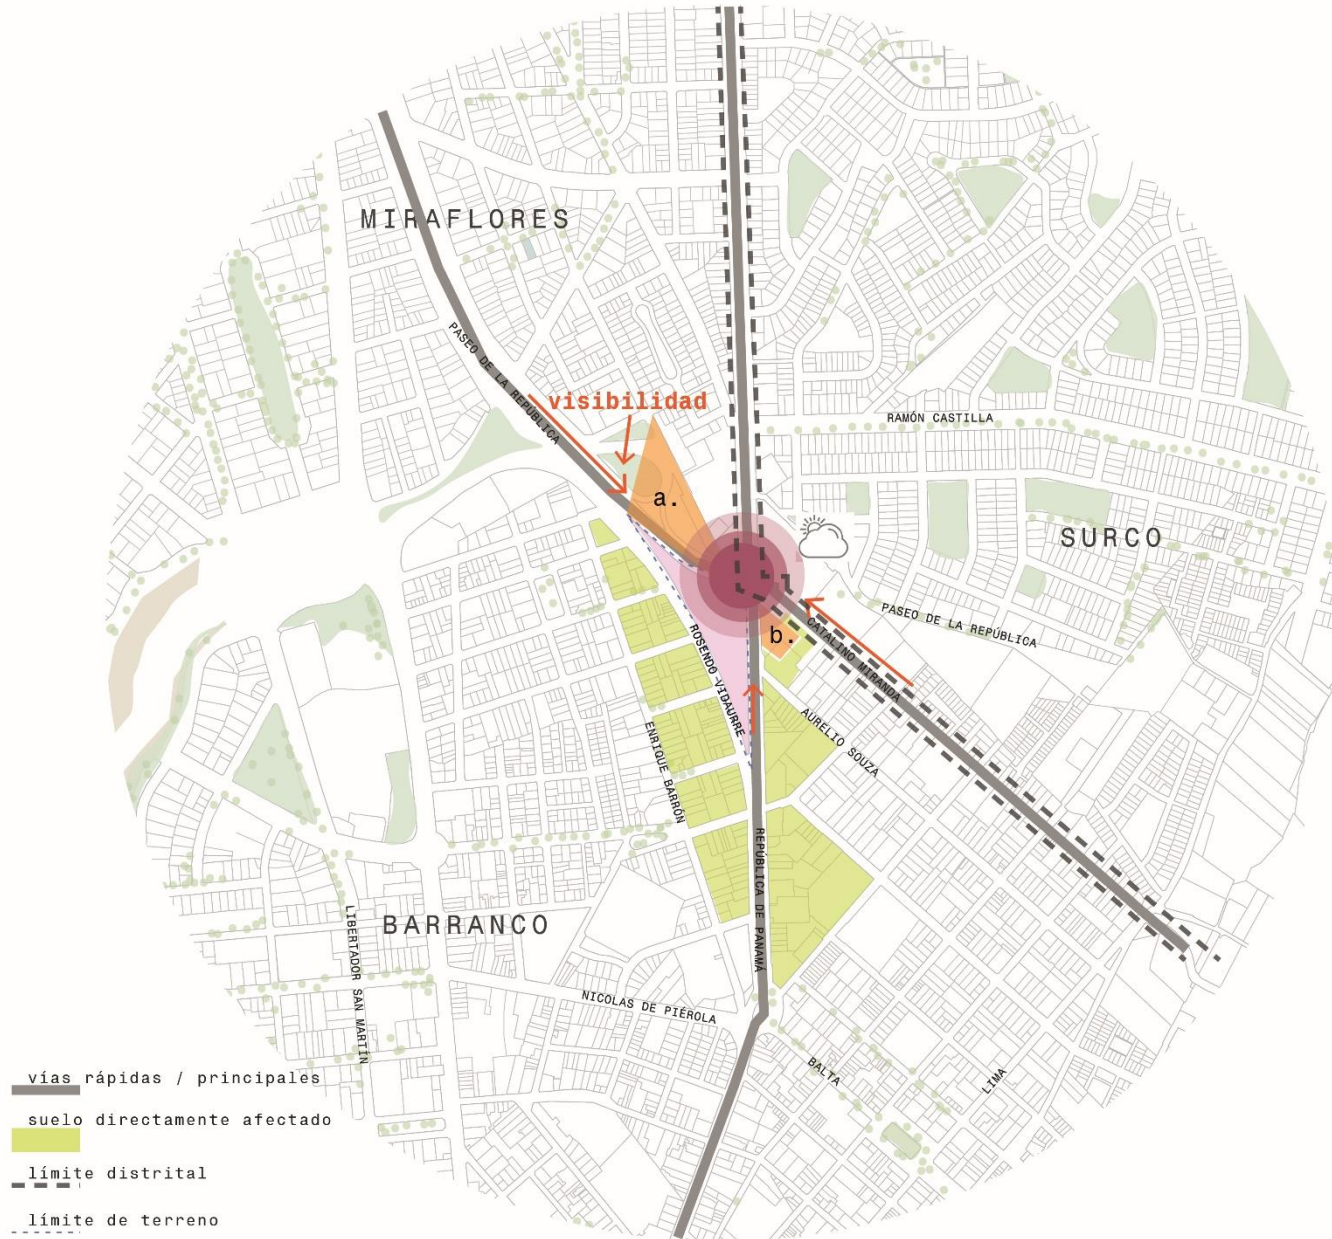 MIRAFLORES
PASEO DE LA REPÚBLICA
visibilidad
RAMÓN CASTILLA
a.
SURCO
PASEO DE LA REPÚBLICA
b.
CATALINO MIRANDA
ROSENDO VIDAURRE
AURELIO SOUZA
ENRIQUE BARRÓN
REPÚBLICA DE PANAMÁ
BARRANCO
LIBERTADOR SAN MARTÍN
NICOLAS DE PIÉROLA
BALTA
LIMA
vías rápidas / principales
suelo directamente afectado
límite distrital
límite de terreno